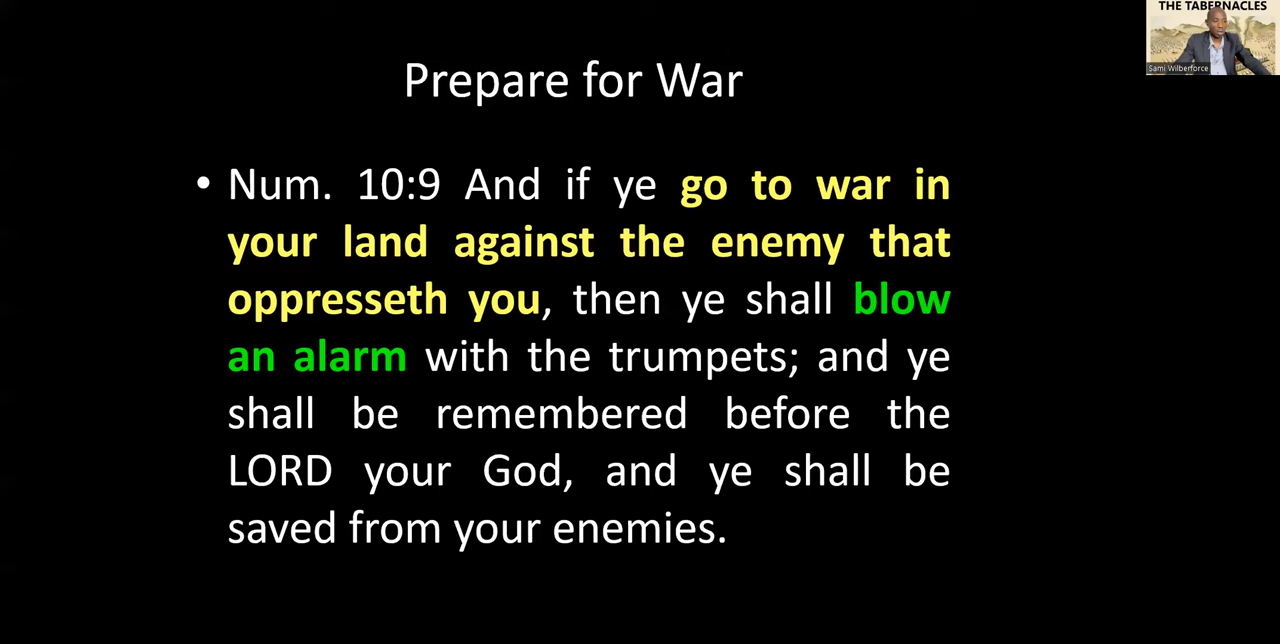 THE TABERNACLES
Sami Wilberforce
Prepare for War
• Num. 10:9 And if ye go to war in
your land against the enemy that
oppresseth you, then ye shall blow
an alarm with the trumpets; and ye
shall be remembered before the
LORD your God, and ye shall be
saved from your enemies.